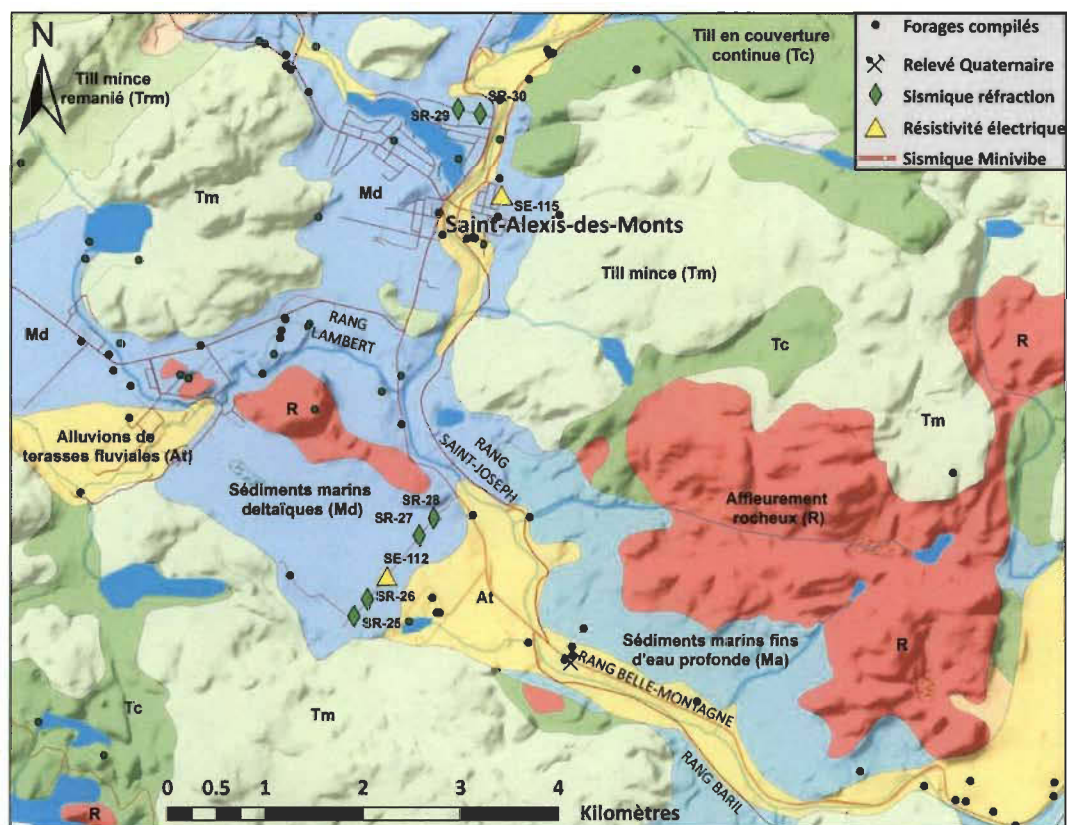 N
Till mince
remanié (Trm)
Till en couverture
continue (Tc)
Forages compilés
Relevé Quaternaire
Sismique réfraction
Résistivité électrique
Sismique Minivibe
SR-30
SR-29
Tm
Md
SE-115
Saint-Alexis-des-Monts
Till mince (Tm)
Md
RANG
LAMBERT
Tc
R
R
Tm
Alluvions de
terasses fluviales (At)
RANG
SAINT-JOSEPH
Sédiments marins
deltaïques (Md)
SR-28
SR-27
Affleurement
rocheux (R)
SE-112
SR-26
SR-25
At
Sédiments marins fins
d'eau profonde (Ma)
R
RANG BELLE-MONTAGNE
Tc
Tm
RANG BARIL
0 1 2 3 4
Kilomètres
R